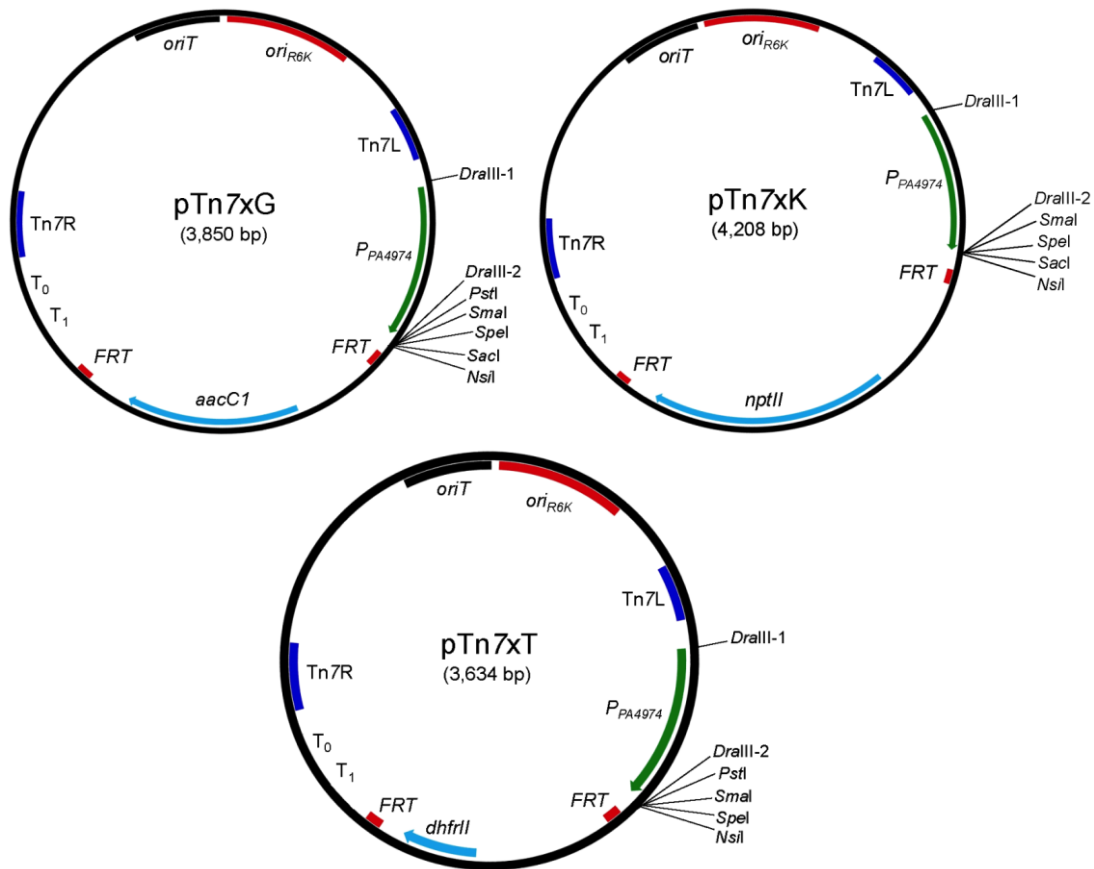 oriT
oriR6K
Tn7L
DraIII-1
pTn7xG
(3,850 bp)
Tn7R
PPA4974
DraIII-2
PstI
SmaI
SpeI
SacI
NsiI
T0
T1
FRT
FRT
aacC1
oriT
oriR6K
Tn7L
DraIII-1
pTn7xK
(4,208 bp)
PPA4974
DraIII-2
SmaI
SpeI
SacI
NsiI
Tn7R
FRT
T0
T1
FRT
nptII
oriT
oriR6K
Tn7L
DraIII-1
pTn7xT
(3,634 bp)
Tn7R
PPA4974
DraIII-2
PstI
SmaI
SpeI
NsiI
T0
T1
FRT
FRT
dhfrII